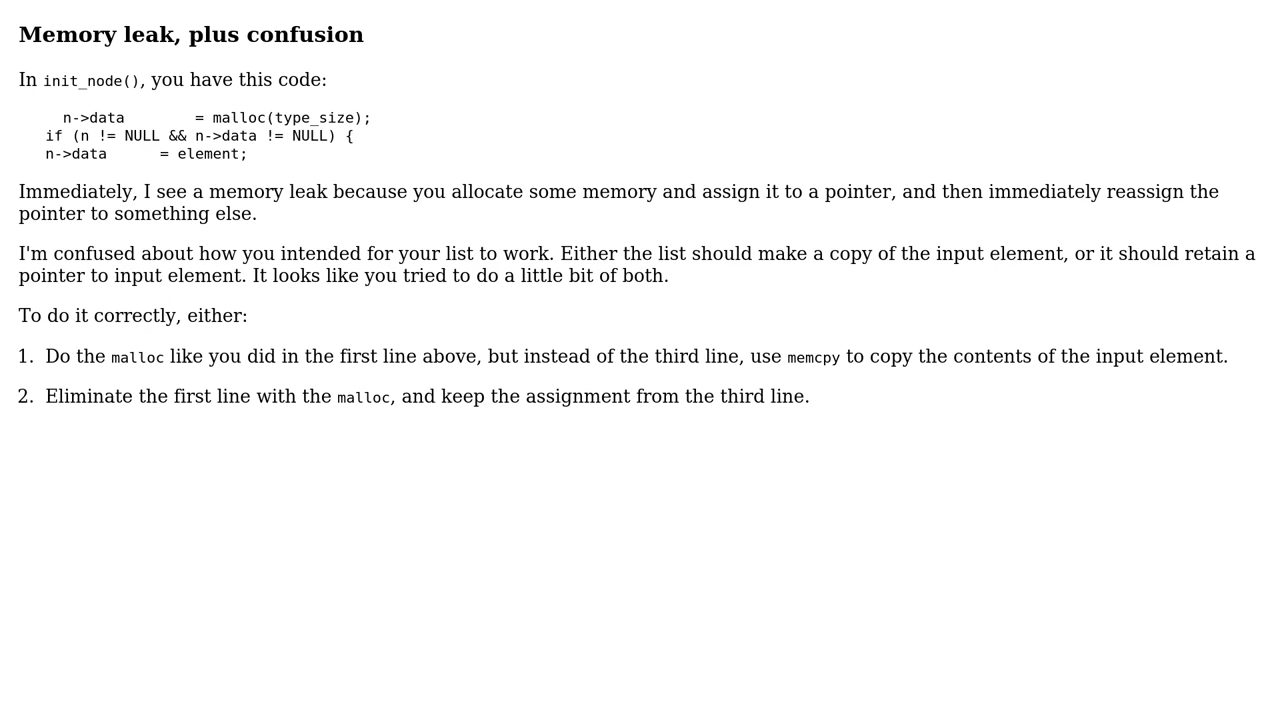 Memory leak, plus confusion
In init_node(), you have this code:
n->data        = malloc(type_size);
if (n != NULL && n->data != NULL) {
n->data      = element;
Immediately, I see a memory leak because you allocate some memory and assign it to a pointer, and then immediately reassign the
pointer to something else.
I'm confused about how you intended for your list to work. Either the list should make a copy of the input element, or it should retain a
pointer to input element. It looks like you tried to do a little bit of both.
To do it correctly, either:
1. Do the malloc like you did in the first line above, but instead of the third line, use memcpy to copy the contents of the input element.
2. Eliminate the first line with the malloc, and keep the assignment from the third line.